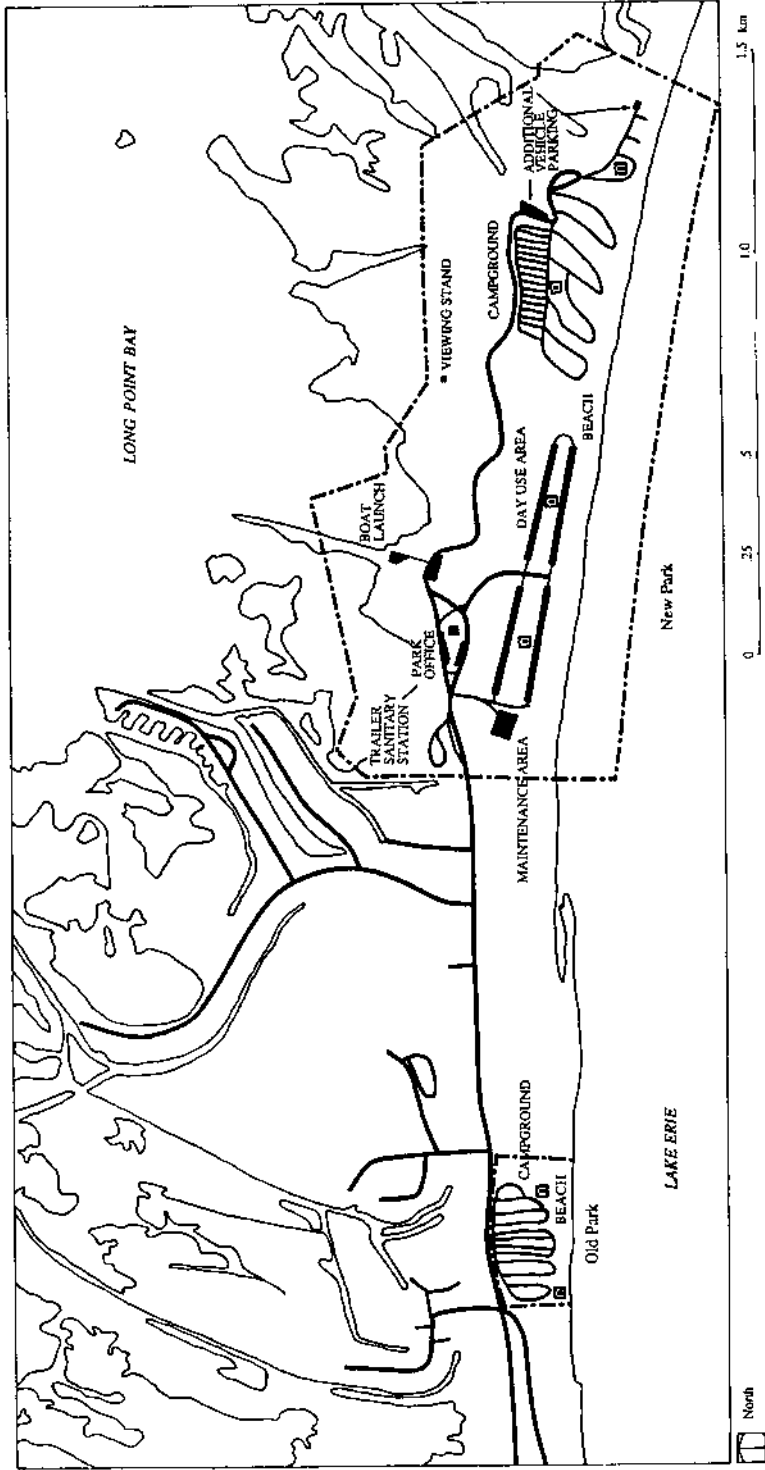 LONG POINT BAY
BOAT
LAUNCH
VIEWING STAND
CAMPGROUND
ADDITIONAL
VEHICLE
PARKING
TRAILER
SANITARY
STATION
PARK
OFFICE
DAY USE AREA
BEACH
MAINTENANCE AREA
New Park
CAMPGROUND
BEACH
Old Park
LAKE ERIE
North
0
.25
.5
1.0
1.5 km